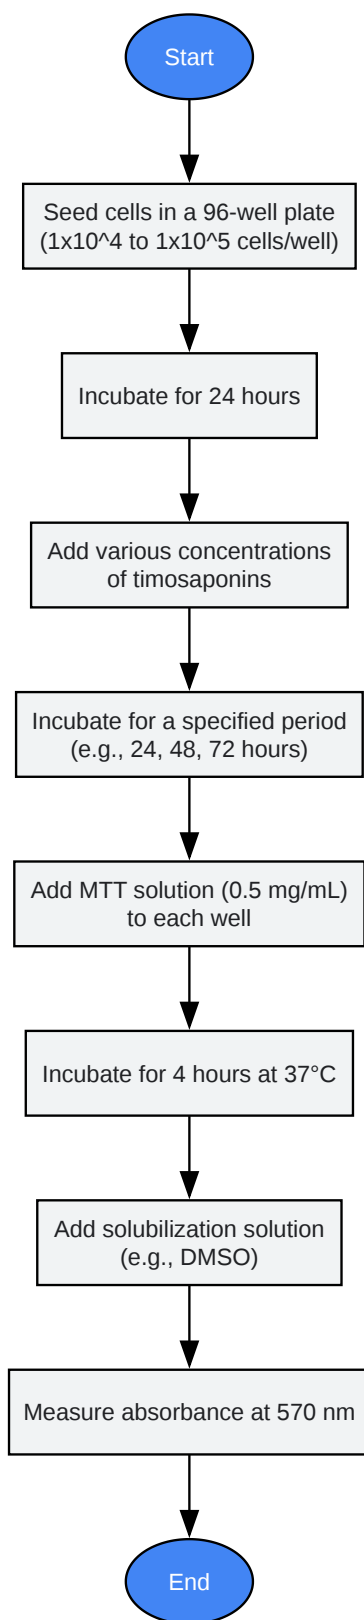 Start
Seed cells in a 96-well plate
(1x10^4 to 1x10^5 cells/well)
Incubate for 24 hours
Add various concentrations
of timosaponins
Incubate for a specified period
(e.g., 24, 48, 72 hours)
Add MTT solution (0.5 mg/mL)
to each well
Incubate for 4 hours at 37°C
Add solubilization solution
(e.g., DMSO)
Measure absorbance at 570 nm
End